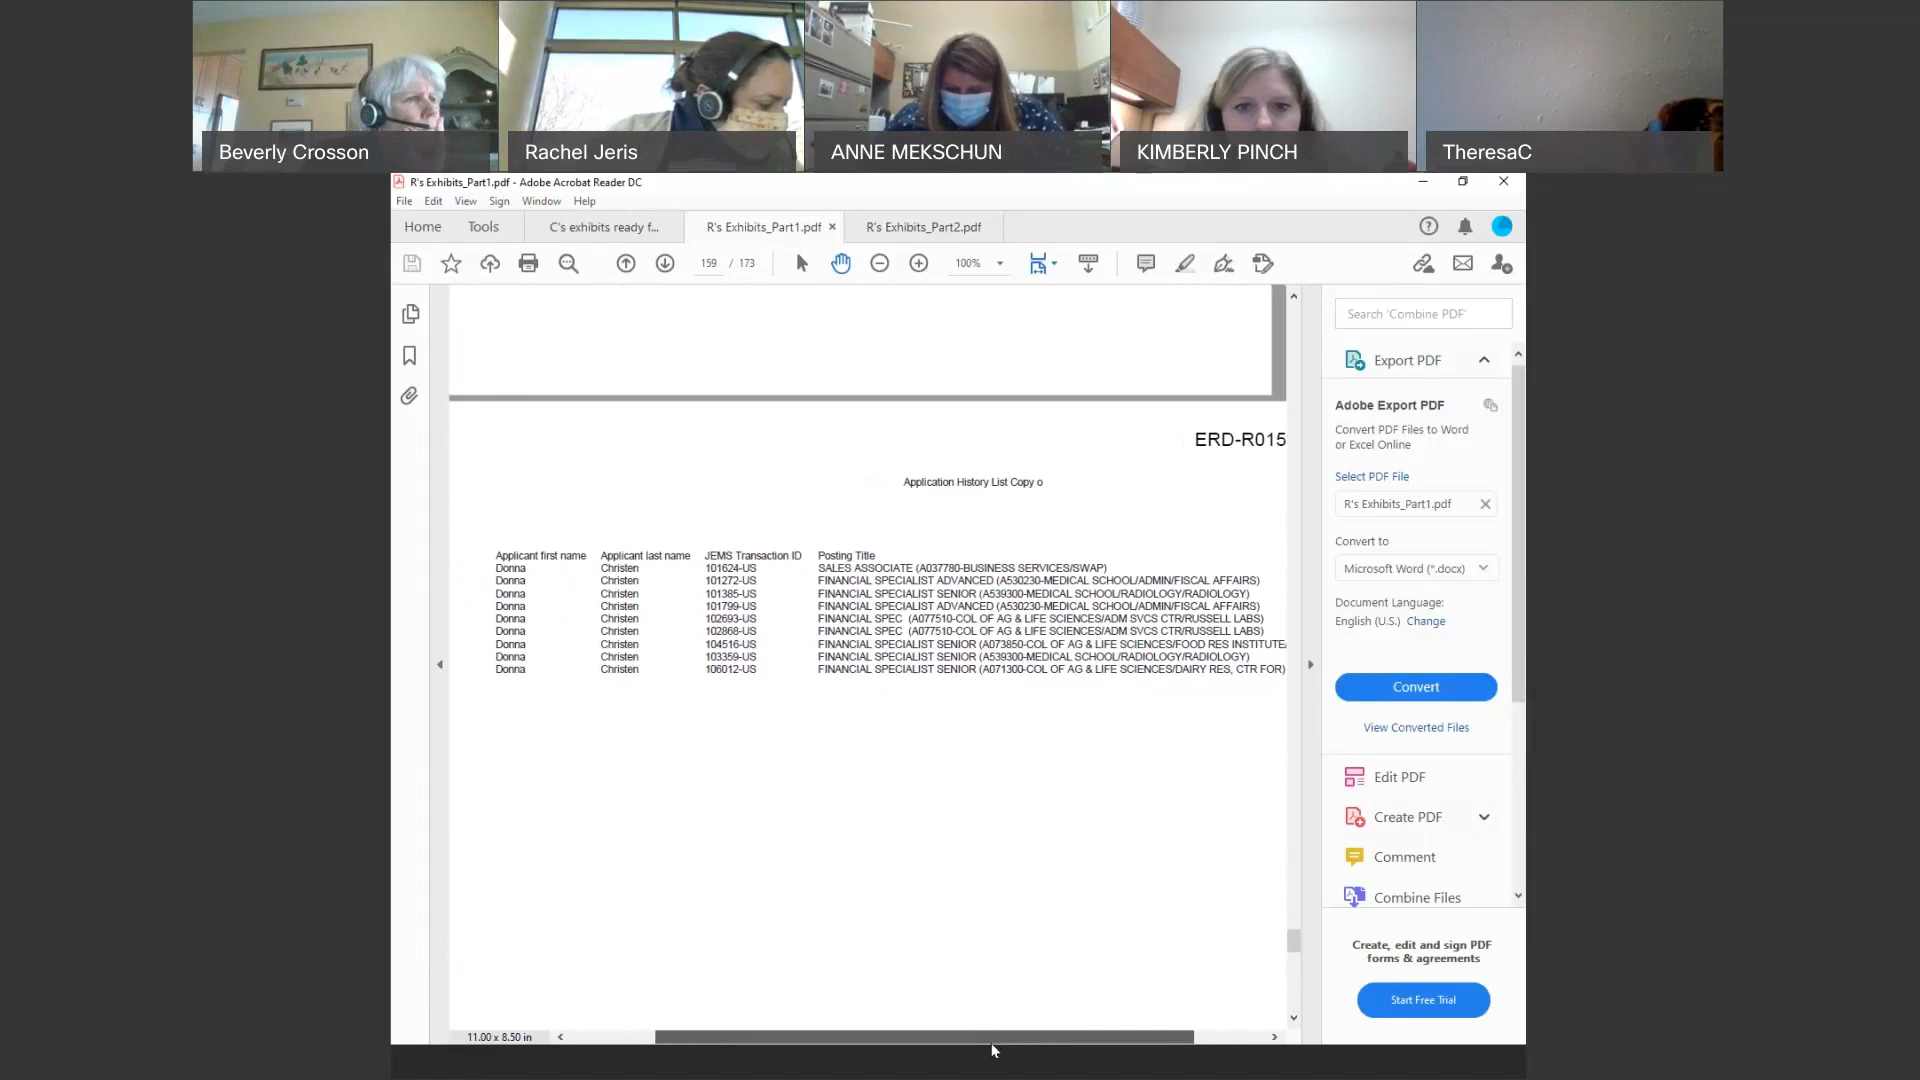 Beverly Crosson
Rachel Jeris
ANNE MEKSCHUN
KIMBERLY PINCH
TheresaC
R's Exhibits_Part1.pdf - Adobe Acrobat Reader DC
File Edit View Sign Window Help
Home Tools C's exhibits ready f... R's Exhibits_Part1.pdf × R's Exhibits_Part2.pdf
159 / 173 100%
Search 'Combine PDF'
Export PDF
Adobe Export PDF
Convert PDF Files to Word
or Excel Online
Select PDF File
R's Exhibits_Part1.pdf
Convert to
Microsoft Word (*.docx)
Document Language:
English (U.S.) Change
Convert
View Converted Files
Edit PDF
Create PDF
Comment
Combine Files
Create, edit and sign PDF
forms & agreements
Start Free Trial
ERD-R015
Application History List Copy o
Applicant first name Applicant last name JEMS Transaction ID Posting Title
Donna Christen 101624-US SALES ASSOCIATE (A037780-BUSINESS SERVICES/SWAP)
Donna Christen 101272-US FINANCIAL SPECIALIST ADVANCED (A530230-MEDICAL SCHOOL/ADMIN/FISCAL AFFAIRS)
Donna Christen 101385-US FINANCIAL SPECIALIST SENIOR (A539300-MEDICAL SCHOOL/RADIOLOGY/RADIOLOGY)
Donna Christen 101799-US FINANCIAL SPECIALIST ADVANCED (A530230-MEDICAL SCHOOL/ADMIN/FISCAL AFFAIRS)
Donna Christen 102693-US FINANCIAL SPEC (A077510-COL OF AG & LIFE SCIENCES/ADM SVCS CTR/RUSSELL LABS)
Donna Christen 102868-US FINANCIAL SPEC (A077510-COL OF AG & LIFE SCIENCES/ADM SVCS CTR/RUSSELL LABS)
Donna Christen 104516-US FINANCIAL SPECIALIST SENIOR (A073850-COL OF AG & LIFE SCIENCES/FOOD RES INSTITUTE/
Donna Christen 103359-US FINANCIAL SPECIALIST SENIOR (A539300-MEDICAL SCHOOL/RADIOLOGY/RADIOLOGY)
Donna Christen 106012-US FINANCIAL SPECIALIST SENIOR (A071300-COL OF AG & LIFE SCIENCES/DAIRY RES, CTR FOR)
11.00 x 8.50 in